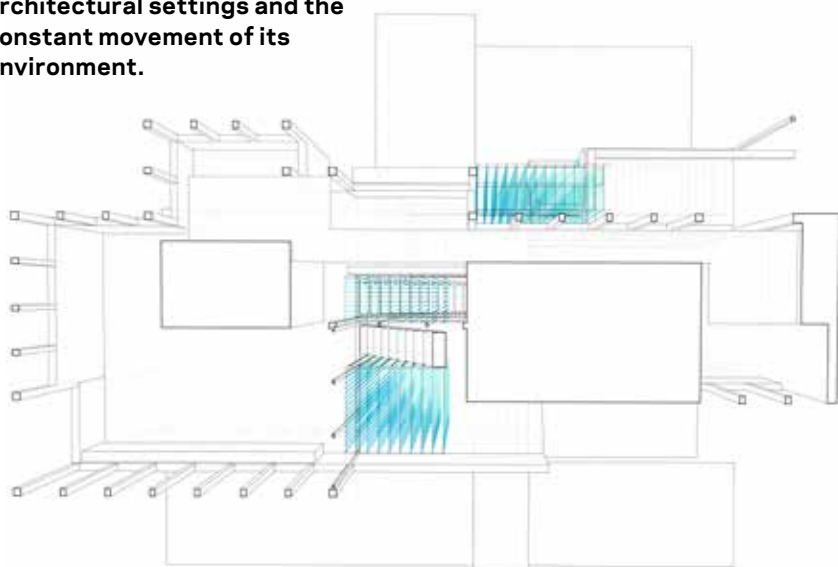 rchitectural settings and the
onstant movement of its
nvironment.